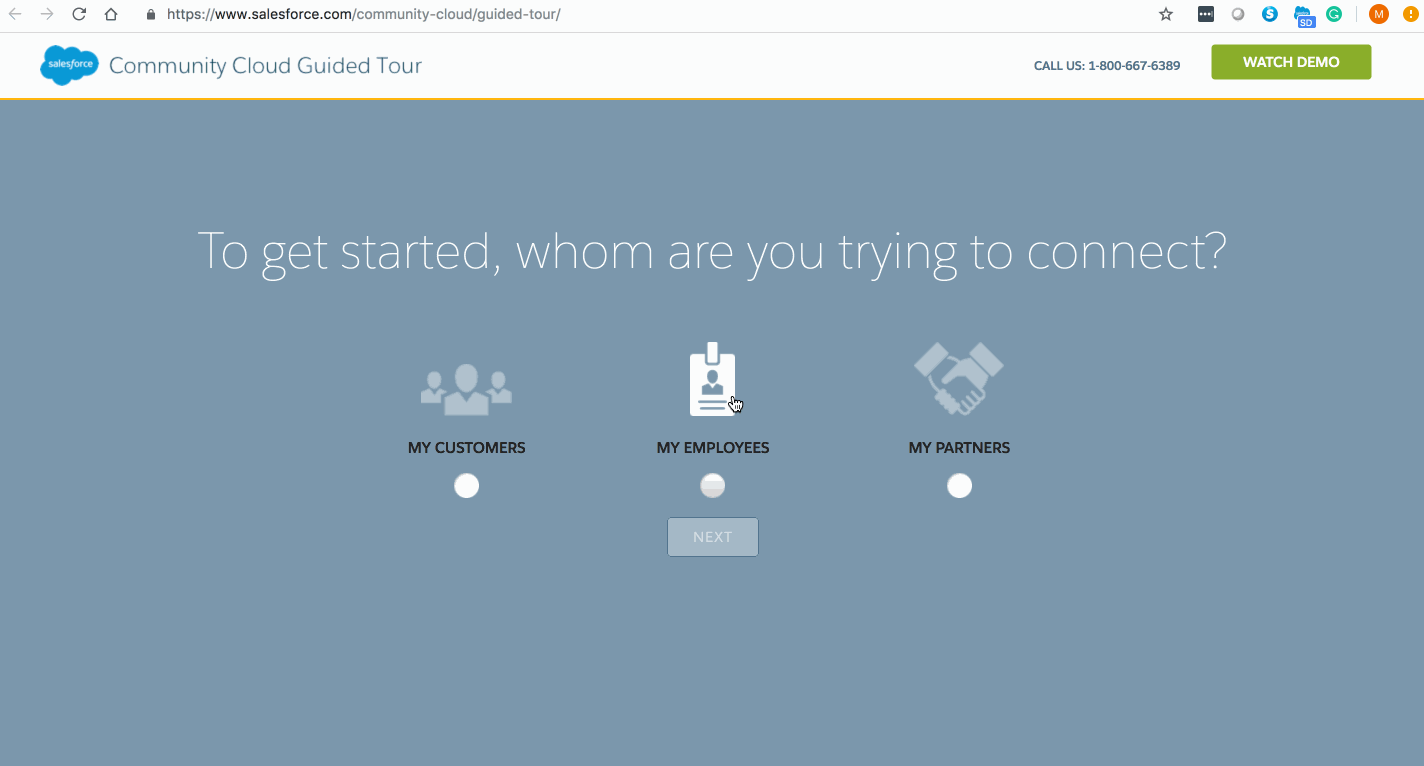 https://www.salesforce.com/community-cloud/guided-tour/
SD
M
salesforce
Community Cloud Guided Tour
CALL US: 1-800-667-6389
WATCH DEMO
To get started, whom are you trying to connect?
MY CUSTOMERS
MY EMPLOYEES
MY PARTNERS
NEXT